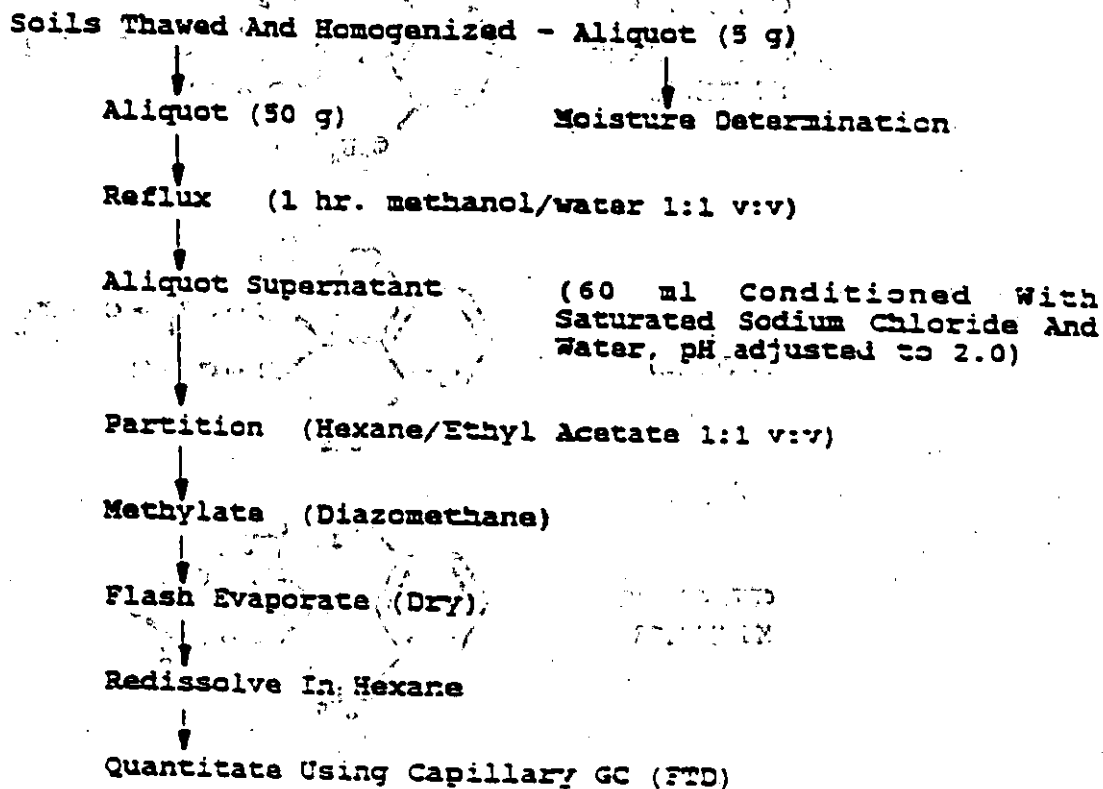 Soils Thawed And Homogenized - Aliquot (5 g)
Aliquot (50 g)
Moisture Determination
Reflux (1 hr. methanol/water 1:1 v:v)
Aliquot Supernatant
(60 ml Conditioned With
Saturated Sodium Chloride And
Water, pH adjusted to 2.0)
Partition (Hexane/Ethyl Acetate 1:1 v:v)
Methylate (Diazomethane)
Flash Evaporate (Dry)
Redissolve In Hexane
Quantitate Using Capillary GC (FTD)